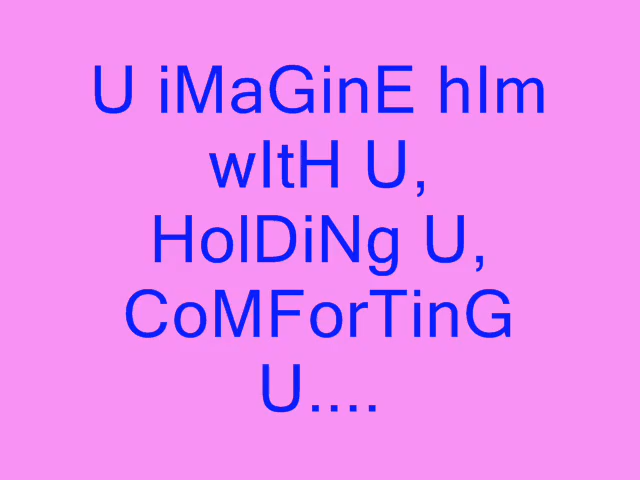 U iMaGinE hIm
wItH U,
HolDiNg U,
CoMForTinG
U....